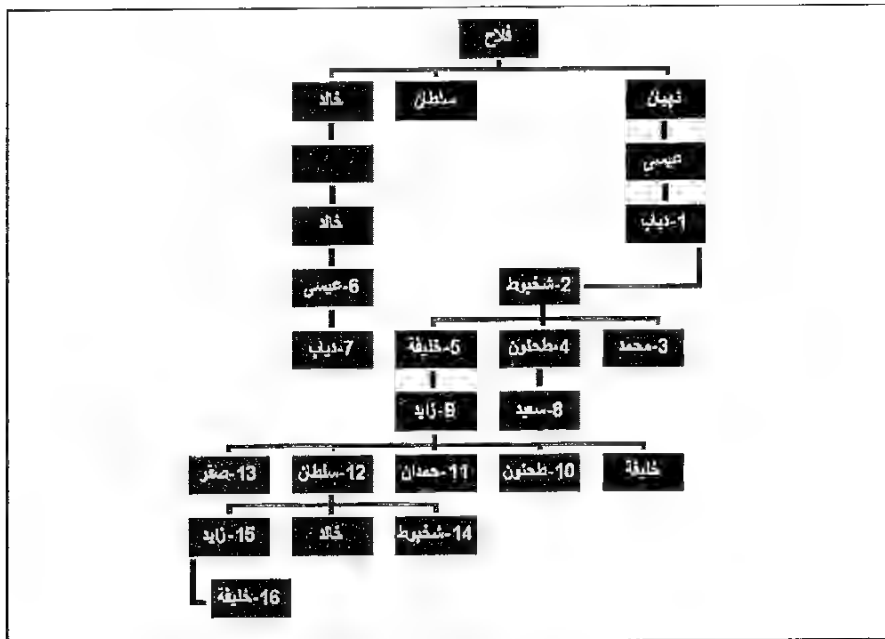 فلاح
نهيان
سلطان
خالد
عيسى
خالد
1-دياب
2-شخبوط
6-عيسى
3-محمد
4-طحنون
5-خليفة
7-دياب
8-سعيد
9-زايد
خليفة
10-طحنون
11-حمدان
12-سلطان
13-صقر
14-شخبوط
خالد
15-زايد
16-خليفة